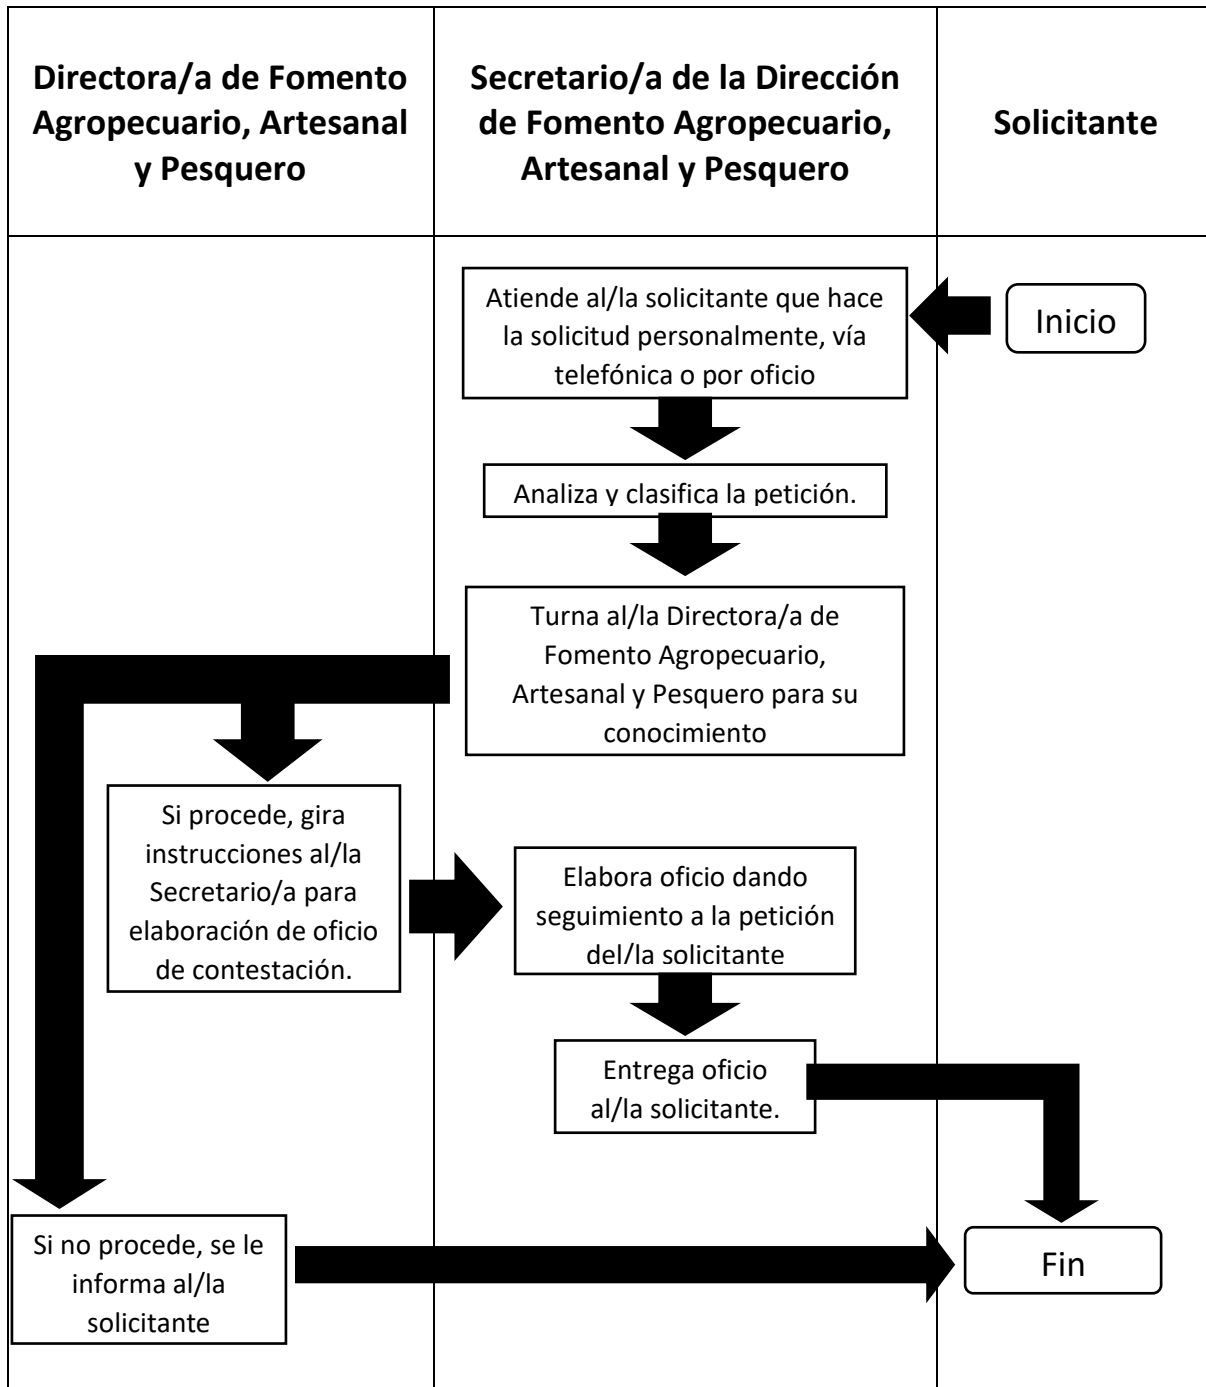 Directora/a de Fomento
Agropecuario, Artesanal
y Pesquero
Secretario/a de la Dirección
de Fomento Agropecuario,
Artesanal y Pesquero
Solicitante
Atiende al/la solicitante que hace
la solicitud personalmente, vía
telefónica o por oficio
Inicio
Analiza y clasifica la petición.
Turna al/la Directora/a de
Fomento Agropecuario,
Artesanal y Pesquero para su
conocimiento
Si procede, gira
instrucciones al/la
Secretario/a para
elaboración de oficio
de contestación.
Elabora oficio dando
seguimiento a la petición
del/la solicitante
Entrega oficio
al/la solicitante.
Si no procede, se le
informa al/la
solicitante
Fin